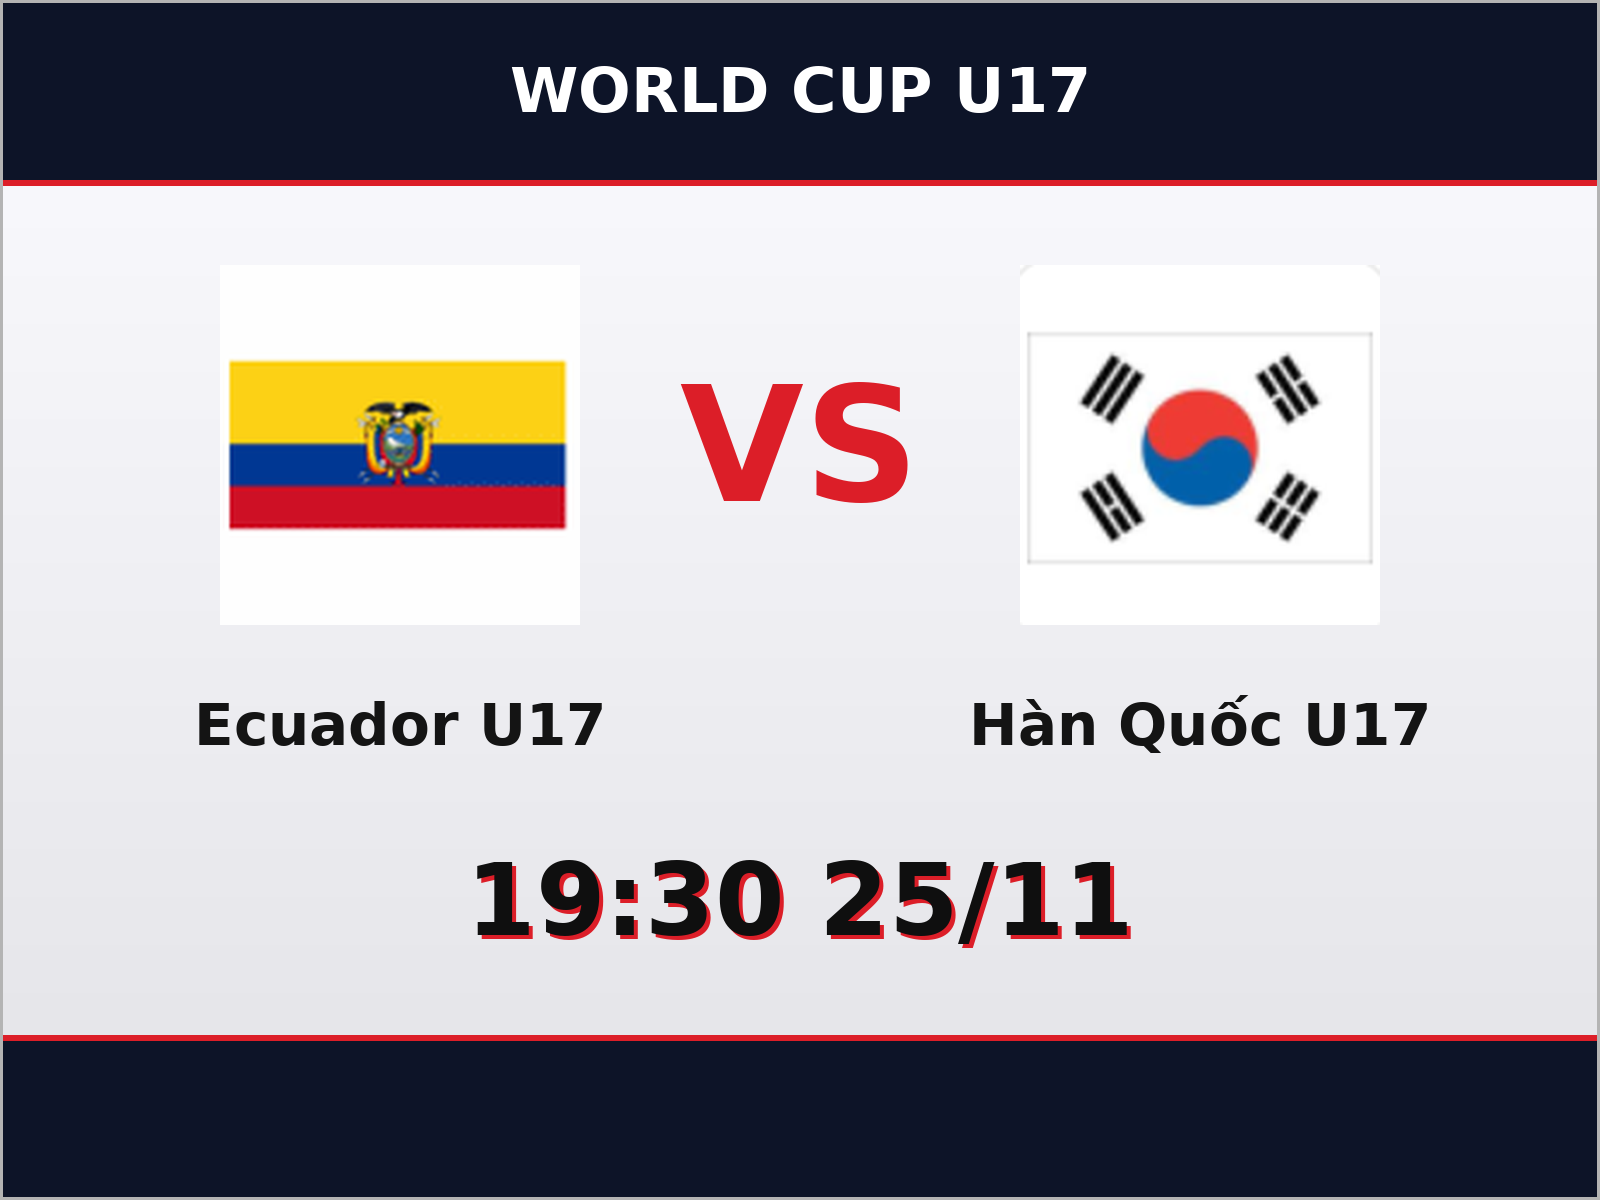 WORLD CUP U17
VS
Ecuador U17
Hàn Quốc U17
19:30 25/11